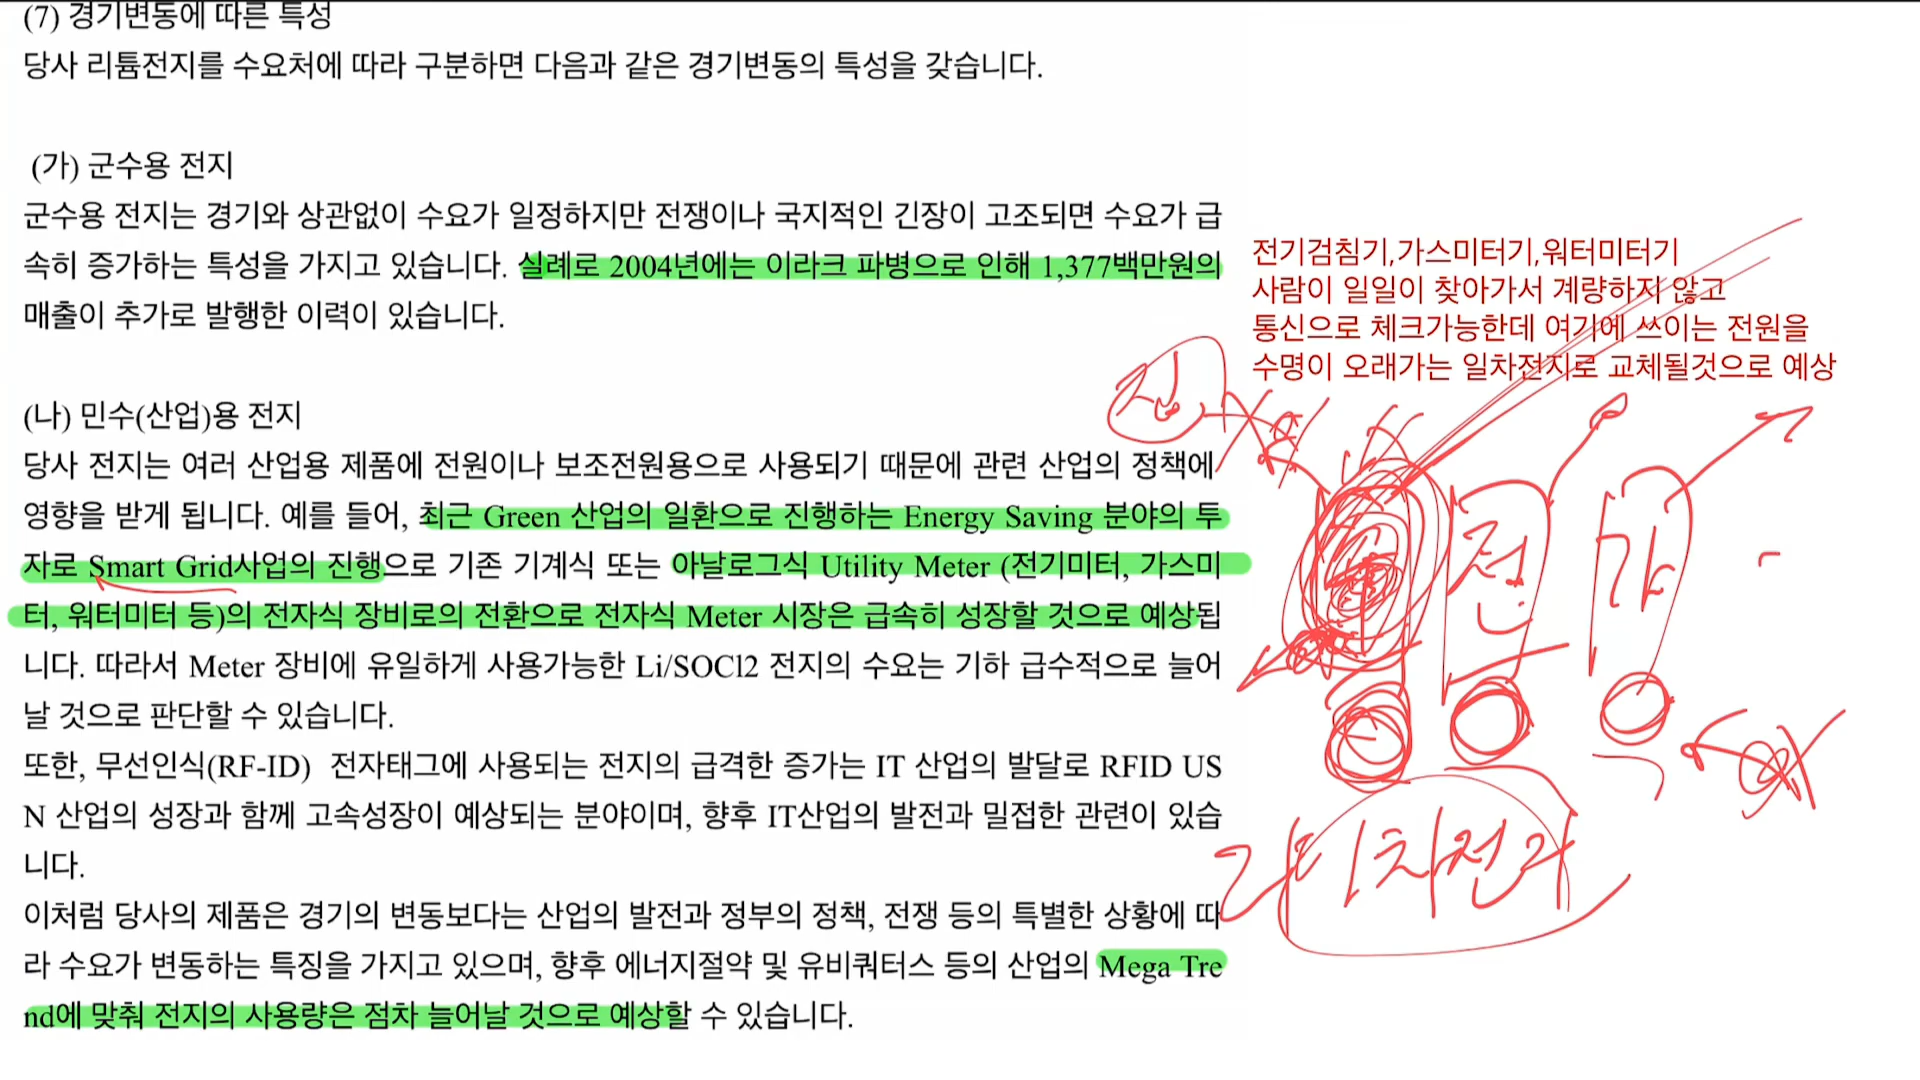 (7) 경기변동에 따른 특성
당사 리튬전지를 수요처에 따라 구분하면 다음과 같은 경기변동의 특성을 갖습니다.
(가) 군수용 전지
군수용 전지는 경기와 상관없이 수요가 일정하지만 전쟁이나 국지적인 긴장이 고조되면 수요가 급
속히 증가하는 특성을 가지고 있습니다. 실례로 2004년에는 이라크 파병으로 인해 1,377백만원의
매출이 추가로 발행한 이력이 있습니다.
(나) 민수(산업)용 전지
당사 전지는 여러 산업용 제품에 전원이나 보조전원용으로 사용되기 때문에 관련 산업의 정책에
영향을 받게 됩니다. 예를 들어, 최근 Green 산업의 일환으로 진행하는 Energy Saving 분야의 투
자로 Smart Grid사업의 진행으로 기존 기계식 또는 아날로그식 Utility Meter (전기미터, 가스미
터, 워터미터 등)의 전자식 장비로의 전환으로 전자식 Meter 시장은 급속히 성장할 것으로 예상됩
니다. 따라서 Meter 장비에 유일하게 사용가능한 Li/SOCl2 전지의 수요는 기하 급수적으로 늘어
날 것으로 판단할 수 있습니다.
또한, 무선인식(RF-ID) 전자태그에 사용되는 전지의 급격한 증가는 IT 산업의 발달로 RFID US
N 산업의 성장과 함께 고속성장이 예상되는 분야이며, 향후 IT산업의 발전과 밀접한 관련이 있습
니다.
이처럼 당사의 제품은 경기의 변동보다는 산업의 발전과 정부의 정책, 전쟁 등의 특별한 상황에 따
라 수요가 변동하는 특징을 가지고 있으며, 향후 에너지절약 및 유비쿼터스 등의 산업의 Mega Tre
nd에 맞춰 전지의 사용량은 점차 늘어날 것으로 예상할 수 있습니다.
전기검침기,가스미터기,워터미터기
사람이 일일이 찾아가서 계량하지 않고
통신으로 체크가능한데 여기에 쓰이는 전원을
수명이 오래가는 일차전지로 교체될것으로 예상
집
전
가